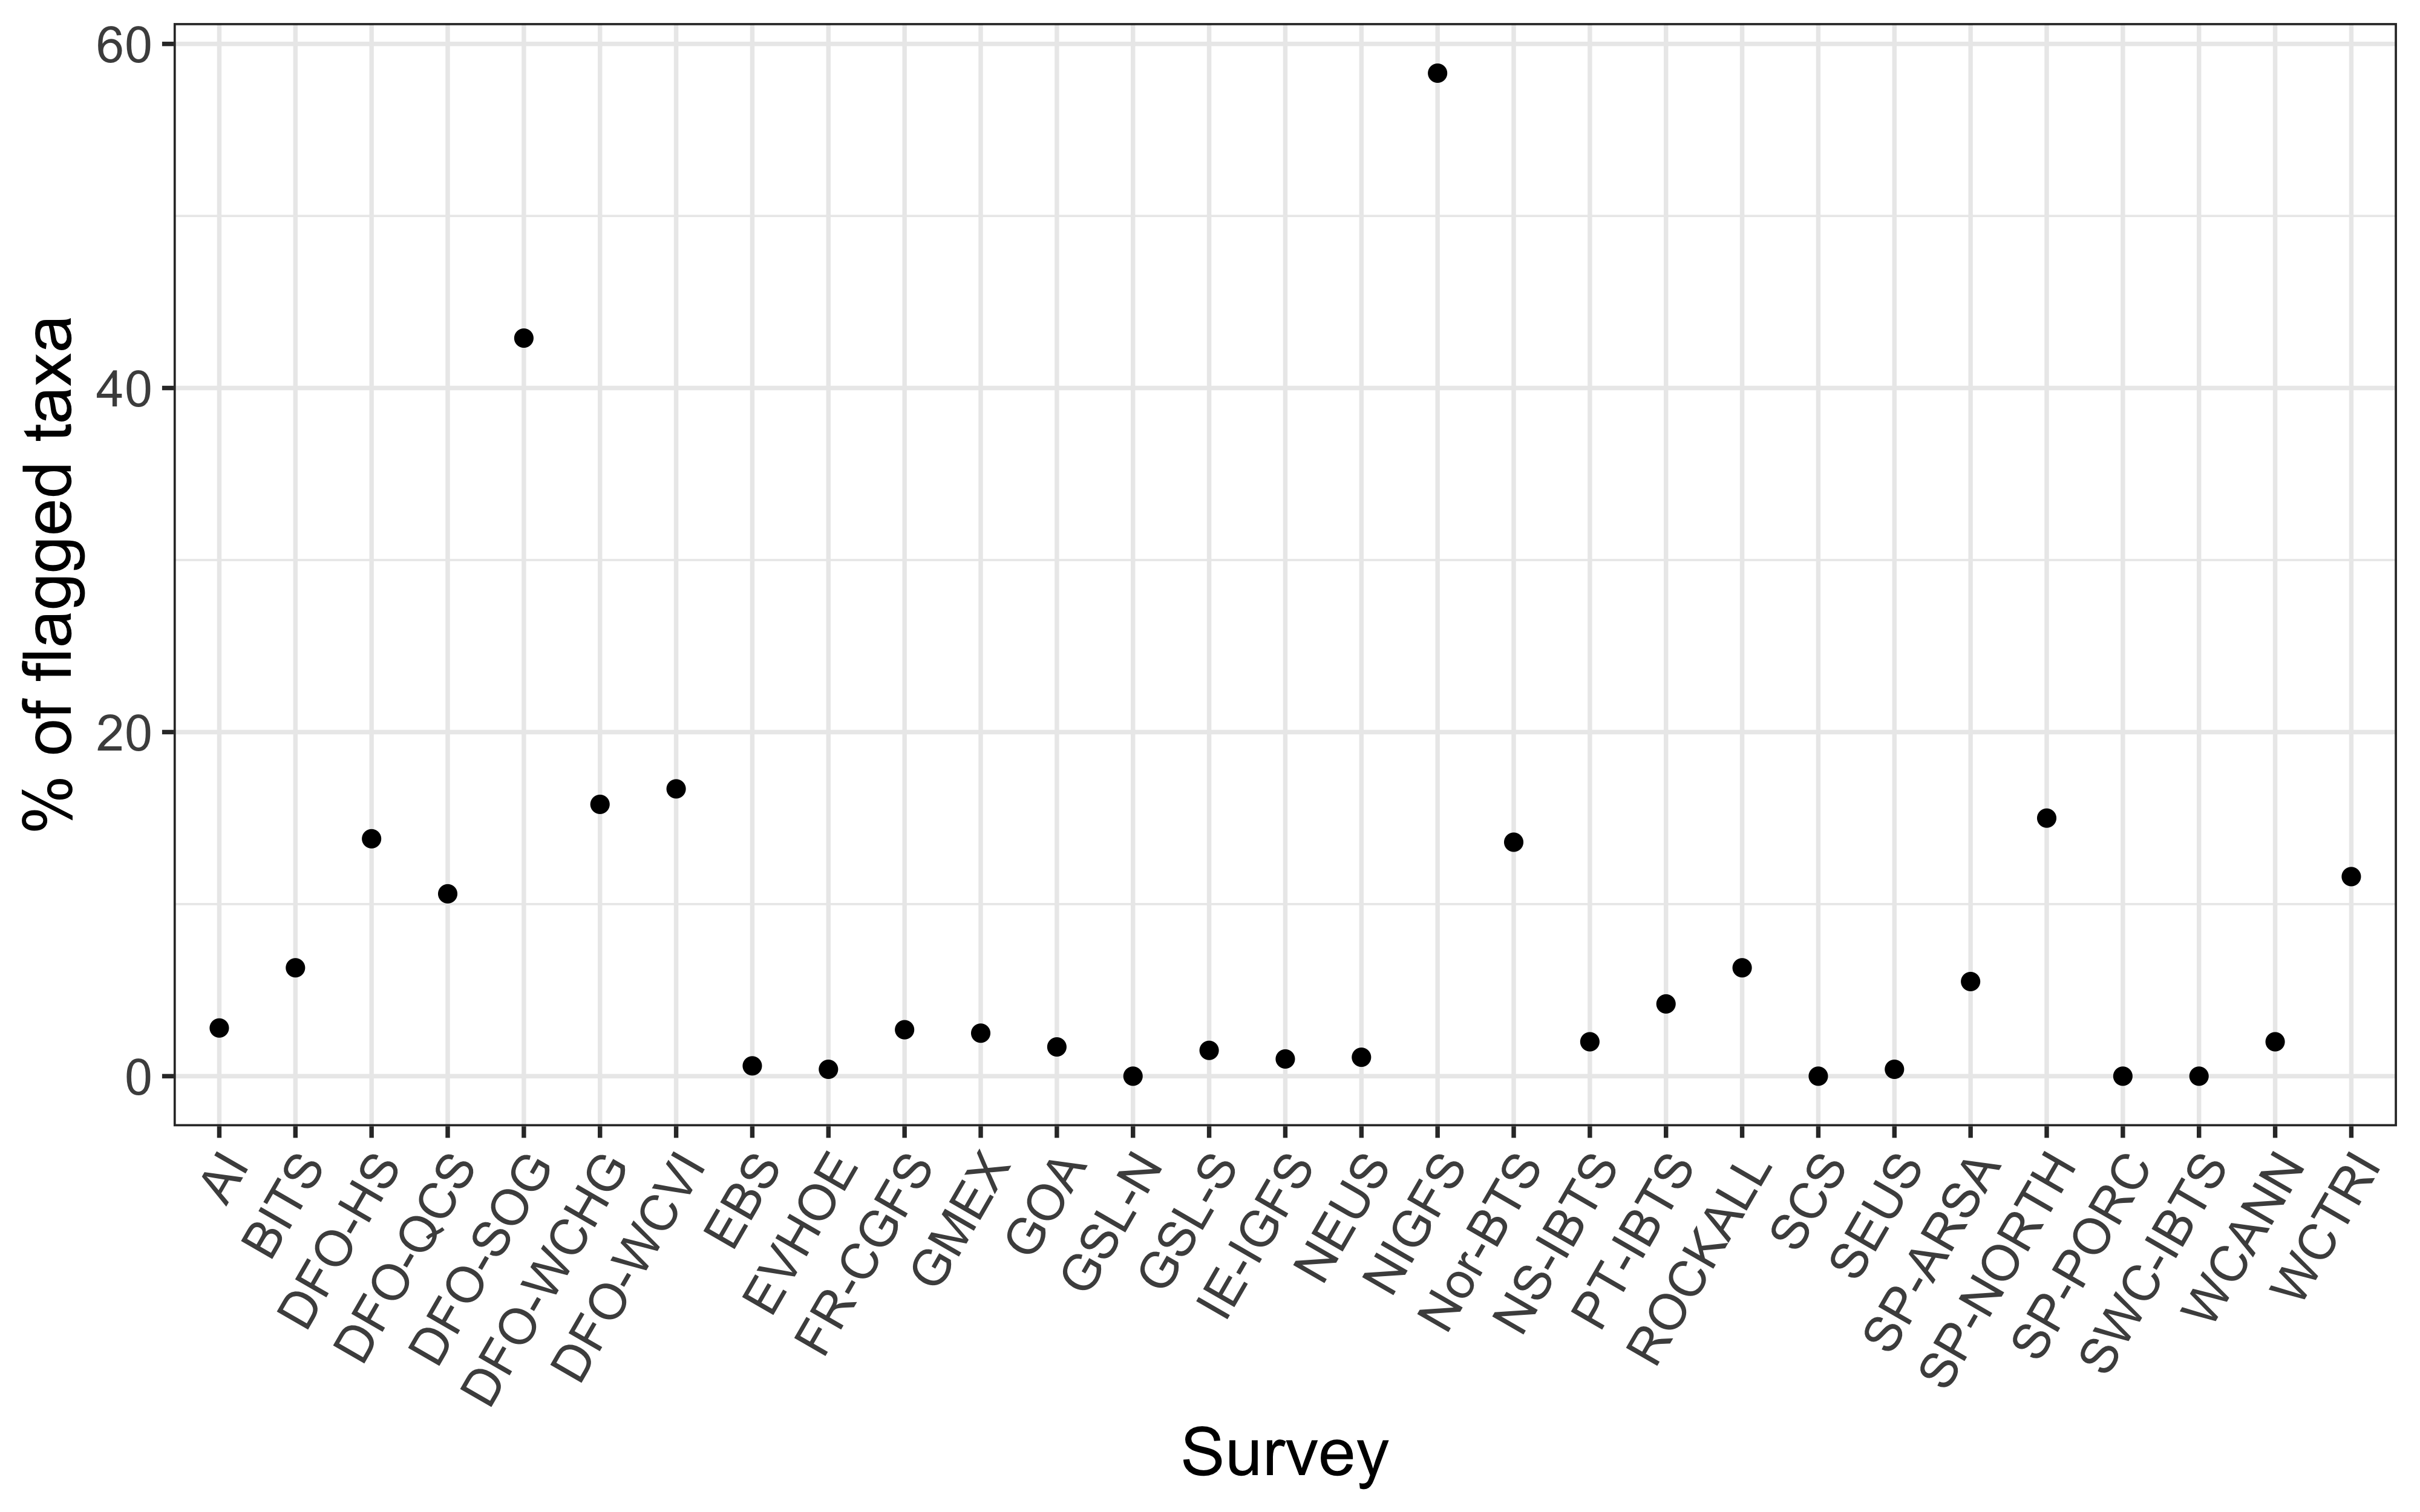 60
40
20
0
% of flagged taxa
AI
BITS
DFO-HS
DFO-QCS
DFO-SOG
DFO-WCHG
DFO-WCVI
EBS
EVHOE
FR-CGFS
GMEX
GOA
GSL-N
GSL-S
IE-IGFS
NEUS
NIGFS
Nor-BTS
NS-IBTS
PT-IBTS
ROCKALL
SCS
SEUS
SP-ARSA
SP-NORTH
SP-PORC
SWC-IBTS
WCANN
WCTRI
Survey